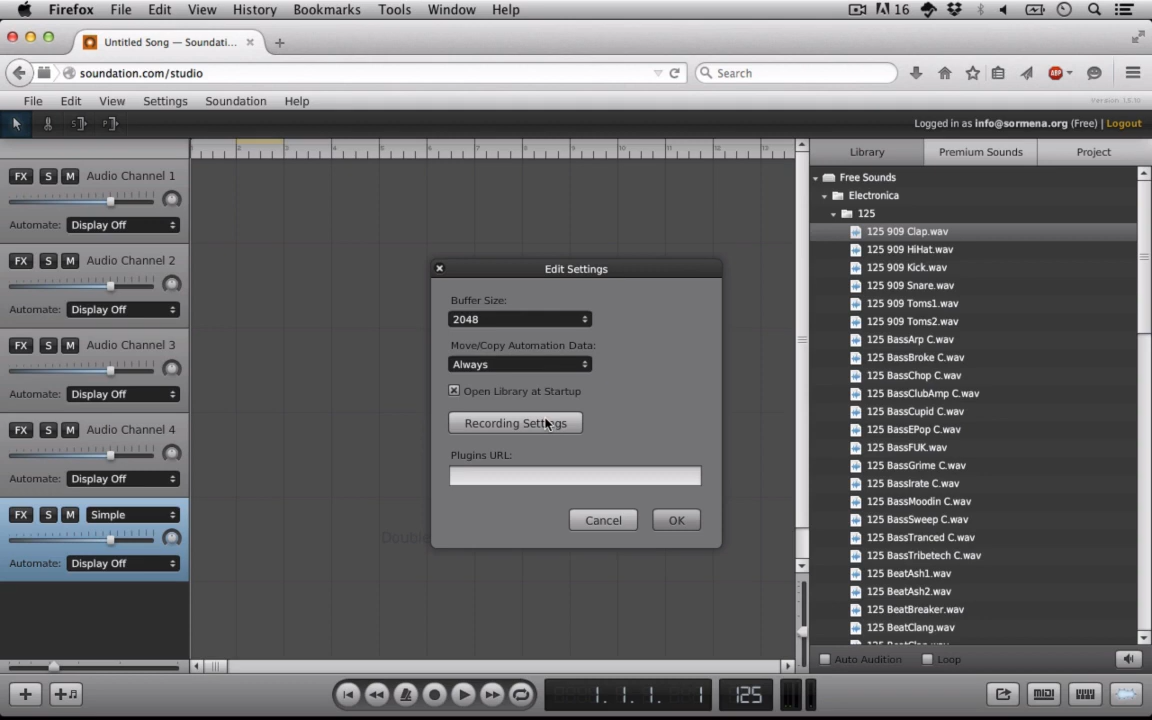 Firefox File Edit View History Bookmarks Tools Window Help 16
Untitled Song — Soundati...
soundation.com/studio Search
File Edit View Settings Soundation Help
Logged in as info@sormena.org (Free) | Logout
Library Premium Sounds Project
FX S M Audio Channel 1
Automate: Display Off
FX S M Audio Channel 2
Automate: Display Off
FX S M Audio Channel 3
Automate: Display Off
FX S M Audio Channel 4
Automate: Display Off
FX S M Simple
Automate: Display Off
Double
Edit Settings
Buffer Size:
2048
Move/Copy Automation Data:
Always
Open Library at Startup
Recording Settings
Plugins URL:
Cancel OK
Free Sounds
Electronica
125
125 909 Clap.wav
125 909 HiHat.wav
125 909 Kick.wav
125 909 Snare.wav
125 909 Toms1.wav
125 909 Toms2.wav
125 BassArp C.wav
125 BassBroke C.wav
125 BassChop C.wav
125 BassClubAmp C.wav
125 BassCupid C.wav
125 BassEPop C.wav
125 BassFUK.wav
125 BassGrime C.wav
125 BassIrate C.wav
125 BassMoodin C.wav
125 BassSweep C.wav
125 BassTranced C.wav
125 BassTribetech C.wav
125 BeatAsh1.wav
125 BeatAsh2.wav
125 BeatBreaker.wav
125 BeatClang.wav
Auto Audition Loop
1. 1. 1. 1 125 MIDI